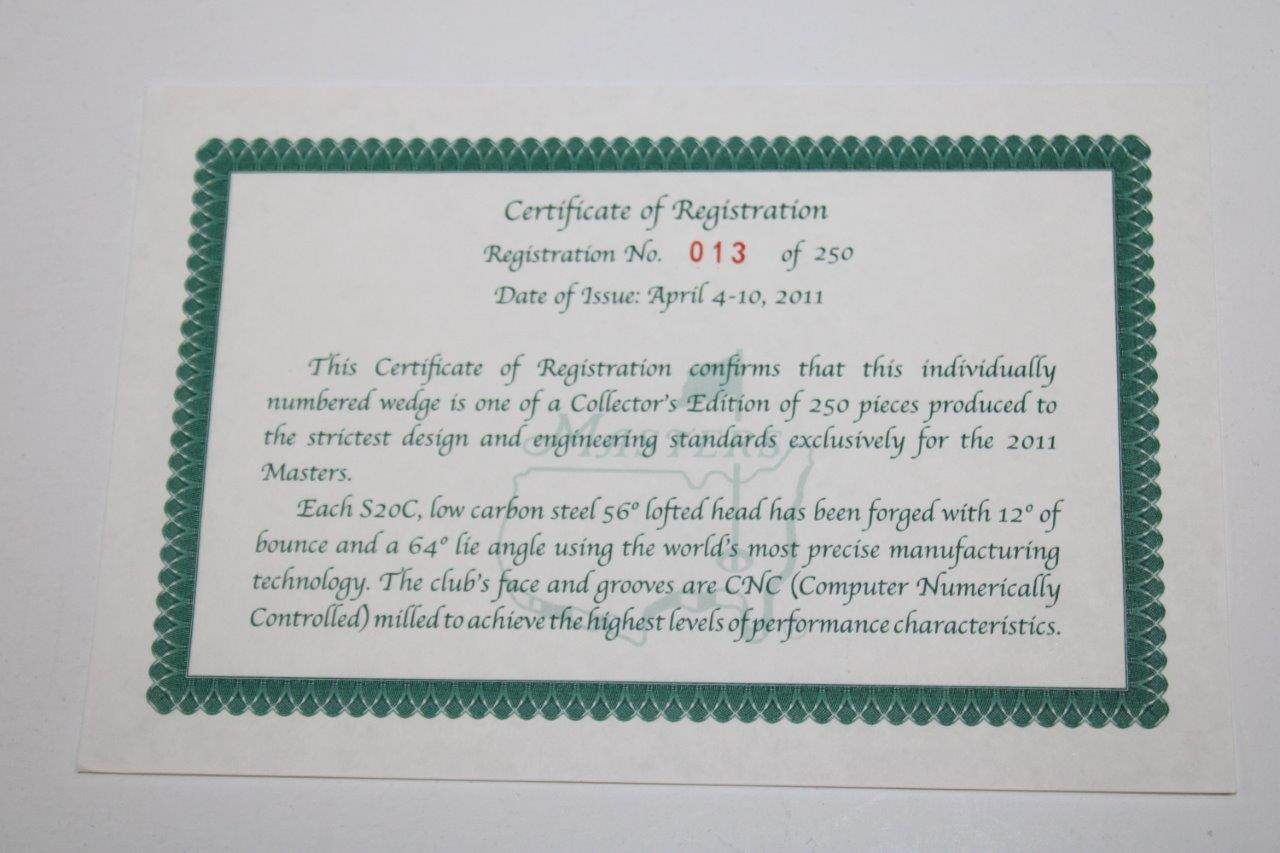 Certificate of Registration
Registration No. 013 of 250
Date of Issue: April 4-10, 2011
This Certificate of Registration confirms that this individually
numbered wedge is one of a Collector's Edition of 250 pieces produced to
the strictest design and engineering standards exclusively for the 2011
Masters.
Masters
Each S20C, low carbon steel 56° lofted head has been forged with 12° of
bounce and a 64° lie angle using the world's most precise manufacturing
technology. The club's face and grooves are CNC (Computer Numerically
Controlled) milled to achieve the highest levels of performance characteristics.